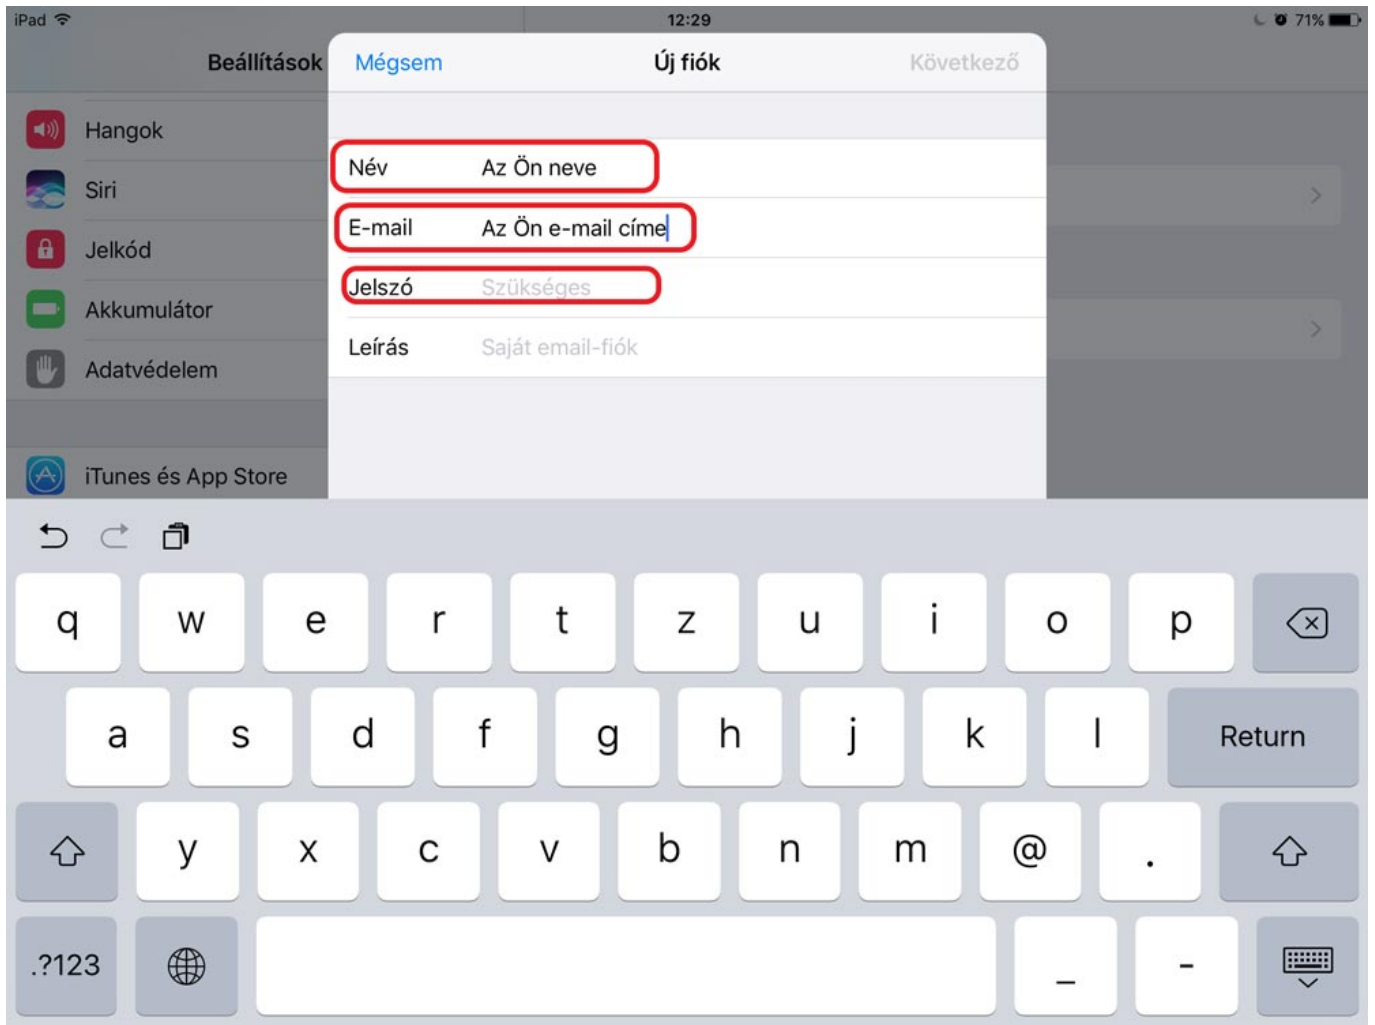 iPad 12:29 71%
Beállítások
Mégsem Új fiók Következő
Hangok
Siri
Jelkód
Akkumulátor
Adatvédelem
iTunes és App Store
Név Az Ön neve
E-mail Az Ön e-mail címe
Jelszó Szükséges
Leírás Saját email-fiók
q w e r t z u i o p
a s d f g h j k l Return
y x c v b n m @ .
.?123 _ -